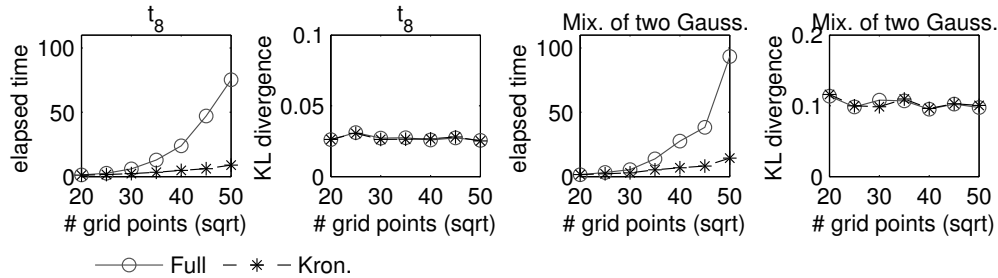 t_8
100
50
0
20 30 40 50
elapsed time
# grid points (sqrt)
t_8
0.1
0.05
0
20 30 40 50
KL divergence
# grid points (sqrt)
Mix. of two Gauss.
100
50
0
20 30 40 50
elapsed time
# grid points (sqrt)
Mix. of two Gauss.
0.2
0.1
0
20 30 40 50
KL divergence
# grid points (sqrt)
Full Kron.